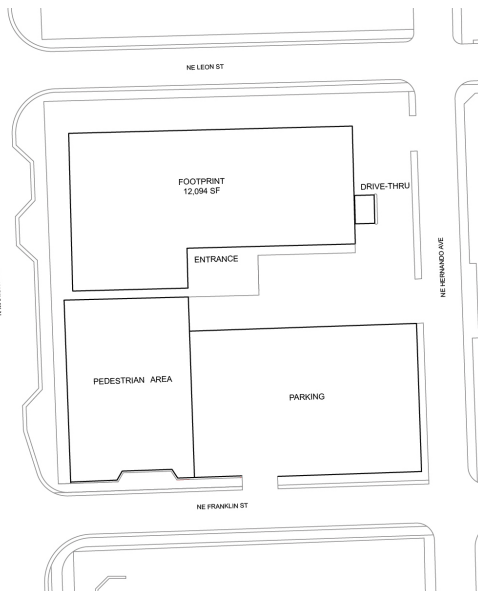 NE LEON ST
FOOTPRINT
12,094 SF
DRIVE-THRU
ENTRANCE
NE HERNANDO AVE
PEDESTRIAN AREA
PARKING
NE FRANKLIN ST